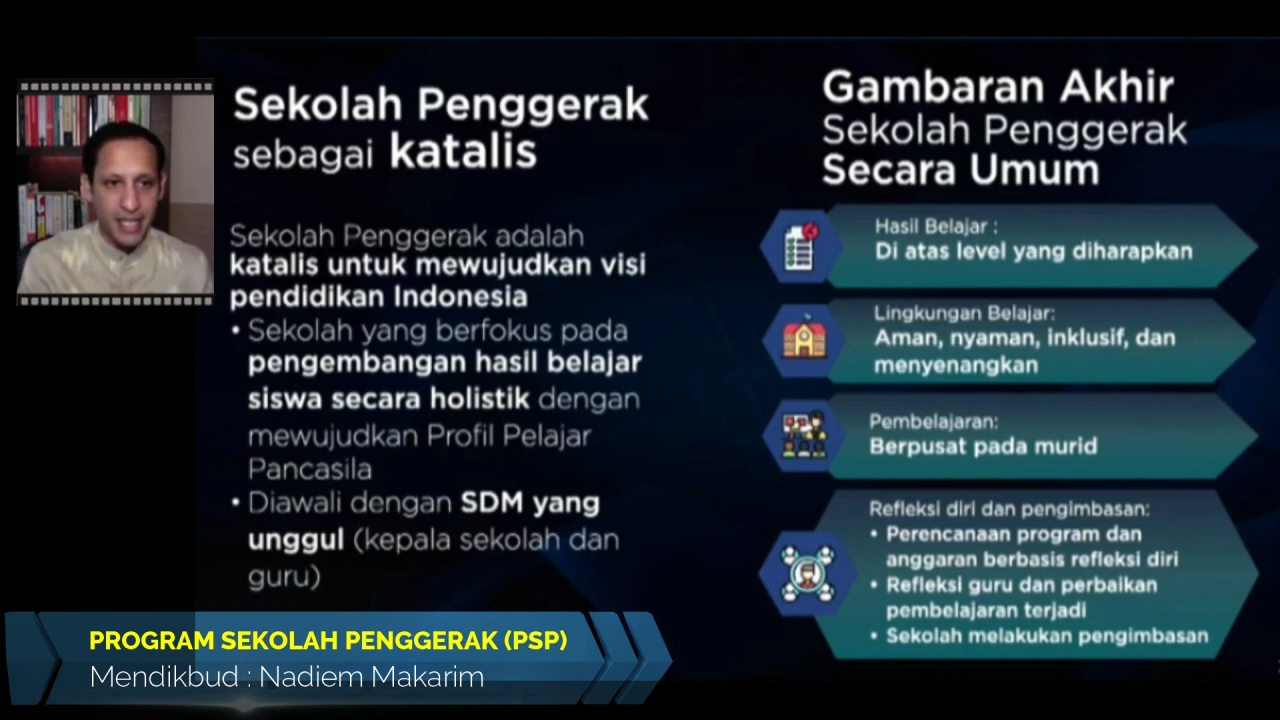 Sekolah Penggerak
sebagai katalis
Sekolah Penggerak adalah
katalis untuk mewujudkan visi
pendidikan Indonesia
• Sekolah yang berfokus pada
pengembangan hasil belajar
siswa secara holistik dengan
mewujudkan Profil Pelajar
Pancasila
• Diawali dengan SDM yang
unggul (kepala sekolah dan
guru)
Gambaran Akhir
Sekolah Penggerak
Secara Umum
Hasil Belajar :
Di atas level yang diharapkan
Lingkungan Belajar:
Aman, nyaman, inklusif, dan
menyenangkan
Pembelajaran:
Berpusat pada murid
Refleksi diri dan pengimbasan:
• Perencanaan program dan
anggaran berbasis refleksi diri
• Refleksi guru dan perbaikan
pembelajaran terjadi
• Sekolah melakukan pengimbasan
PROGRAM SEKOLAH PENGGERAK (PSP)
Mendikbud : Nadiem Makarim